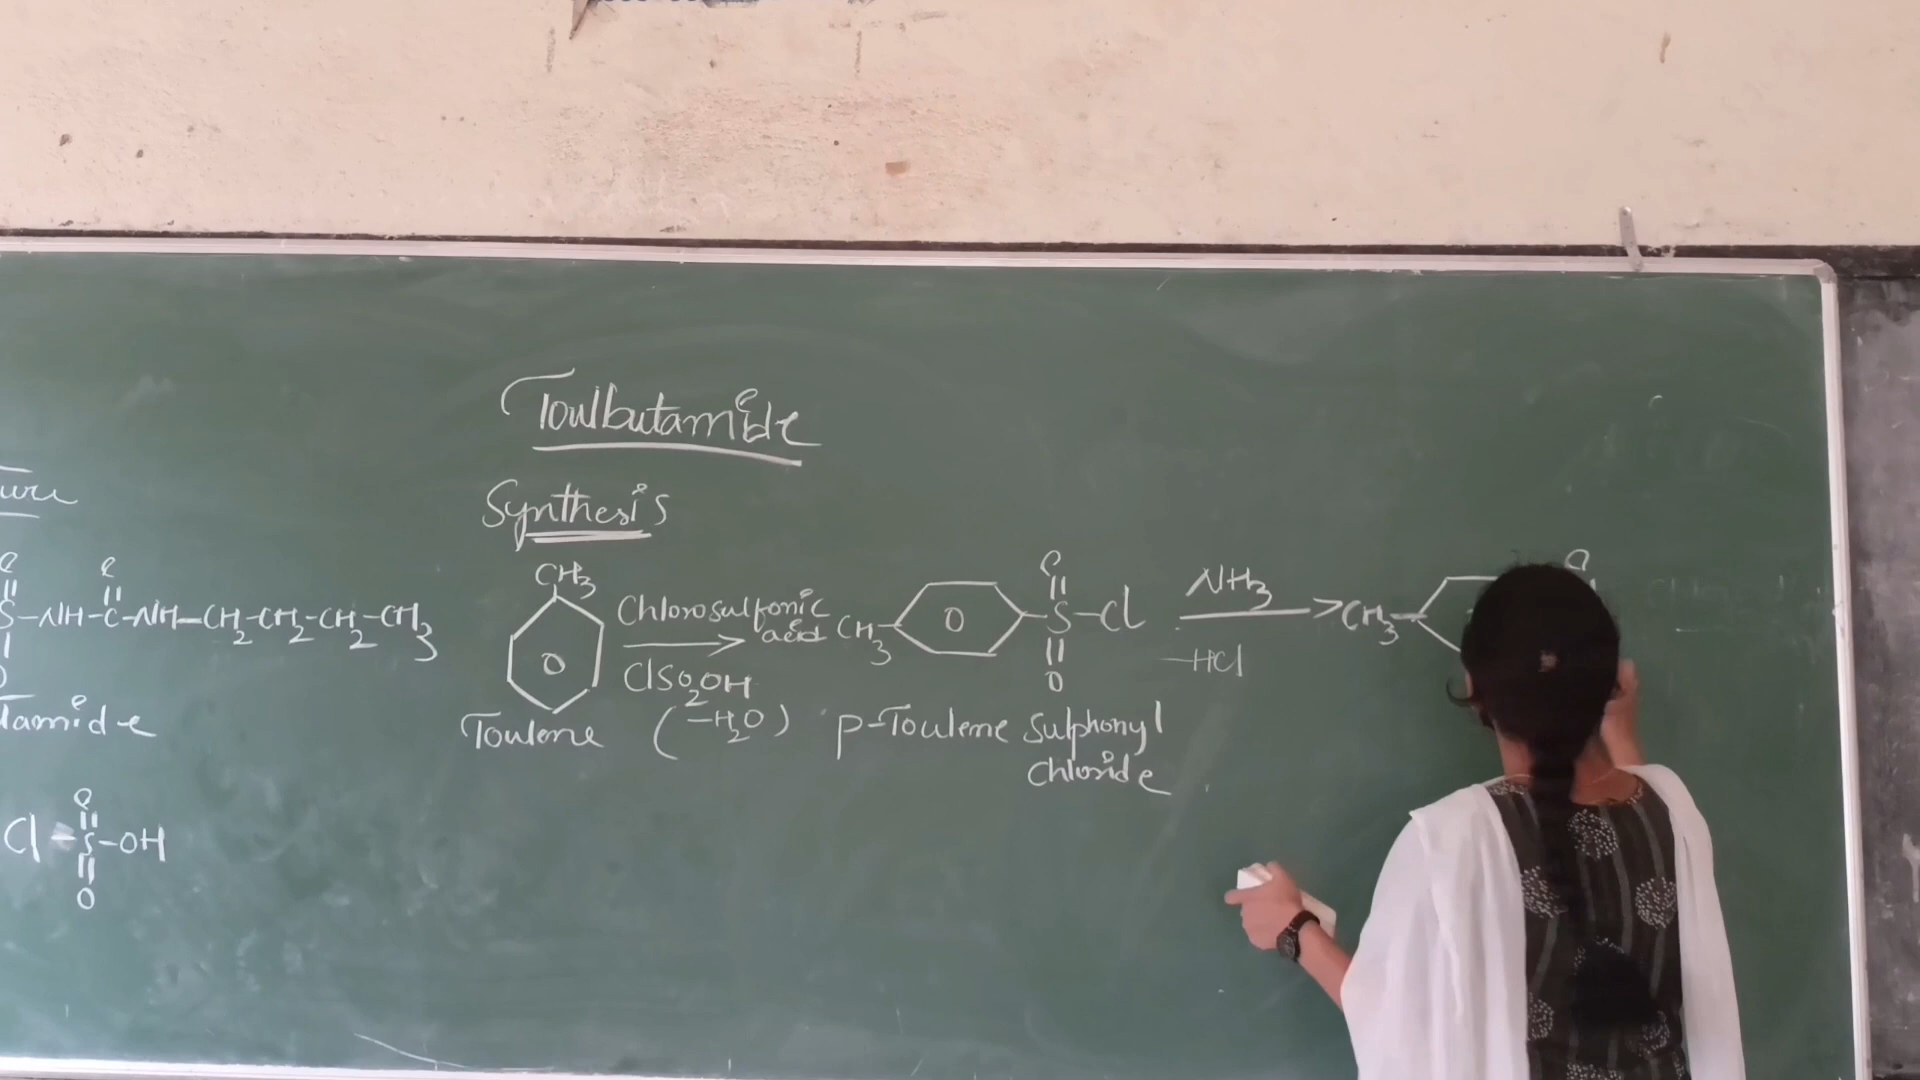 Toulbutamide
Synthesis
CH3
Chlorosulfonic
acid
ClSO2OH
(-H2O)
Toulene
O
O
S-Cl
O
CH3
O
p-Toulene Sulphonyl
Chloride
NH3
-HCl
CH3
O
O
O
S-NH-C-NH-CH2-CH2-CH2-CH3
O
tamide
O
Cl-S-OH
O